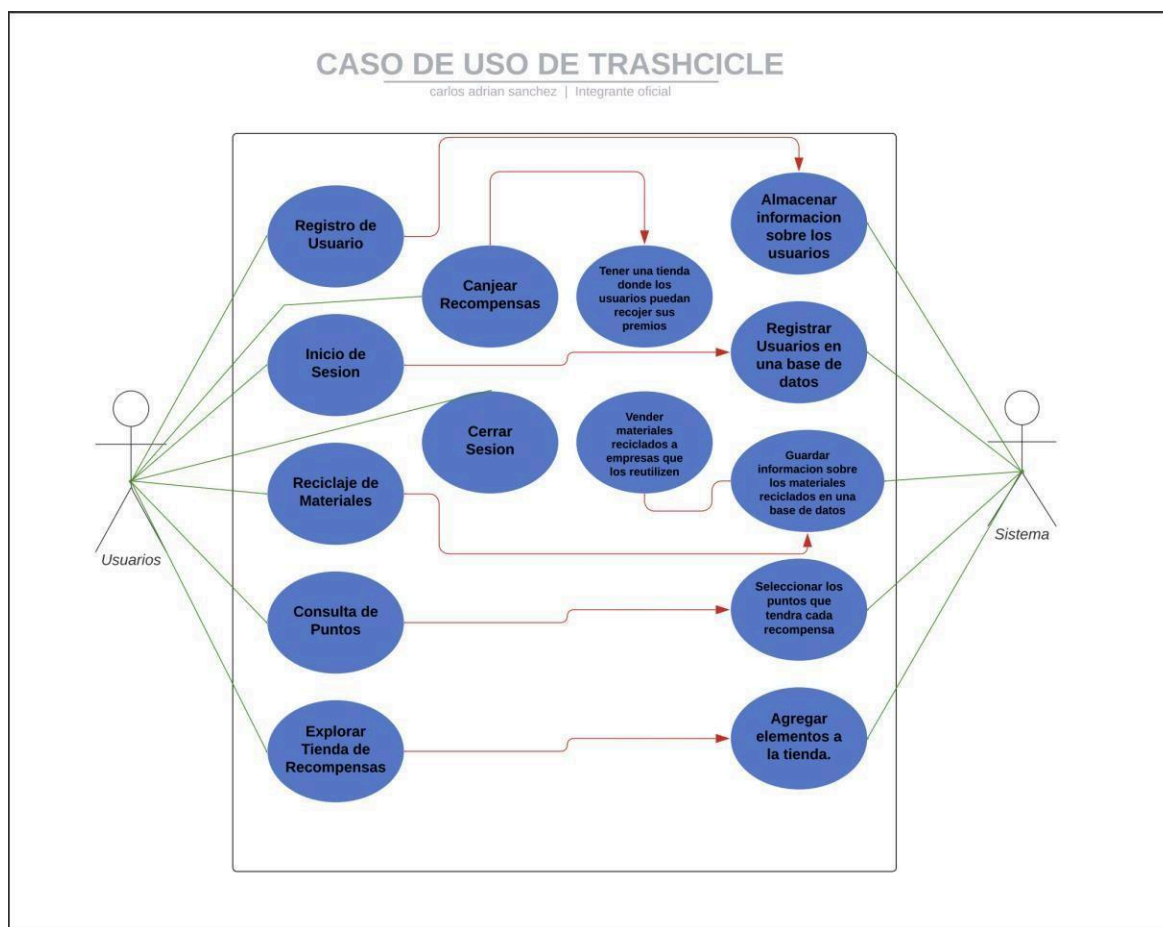 CASO DE USO DE TRASHCICLE
carlos adrian sanchez | Integrante oficial
Registro de
Usuario
Canjear
Recompensas
Tener una tienda
donde los
usuarios puedan
recojer sus
premios
Almacenar
informacion
sobre los
usuarios
Inicio de
Sesion
Registrar
Usuarios en
una base de
datos
Cerrar
Sesion
Vender
materiales
reciclados a
empresas que
los reutilizen
Guardar
informacion sobre
los materiales
reciclados en una
base de datos
Reciclaje de
Materiales
Usuarios
Sistema
Consulta de
Puntos
Seleccionar los
puntos que
tendra cada
recompensa
Explorar
Tienda de
Recompensas
Agregar
elementos a
la tienda.